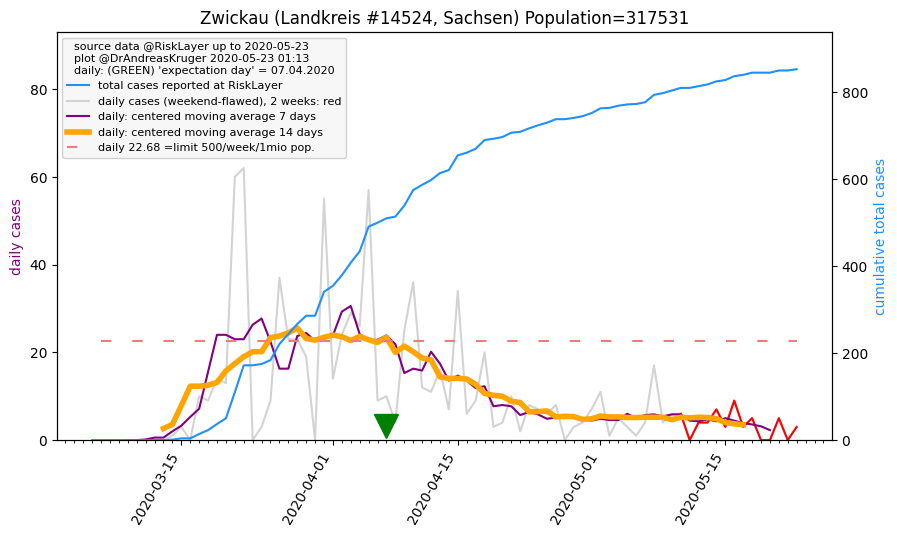 Zwickau (Landkreis #14524, Sachsen) Population=317531
source data @RiskLayer up to 2020-05-23
plot @DrAndreasKruger 2020-05-23 01:13
daily: (GREEN) 'expectation day' = 07.04.2020
total cases reported at RiskLayer
daily cases (weekend-flawed), 2 weeks: red
daily: centered moving average 7 days
daily: centered moving average 14 days
daily 22.68 =limit 500/week/1mio pop.
daily cases
80
60
40
20
0
cumulative total cases
800
600
400
200
0
2020-03-15
2020-04-01
2020-04-15
2020-05-01
2020-05-15